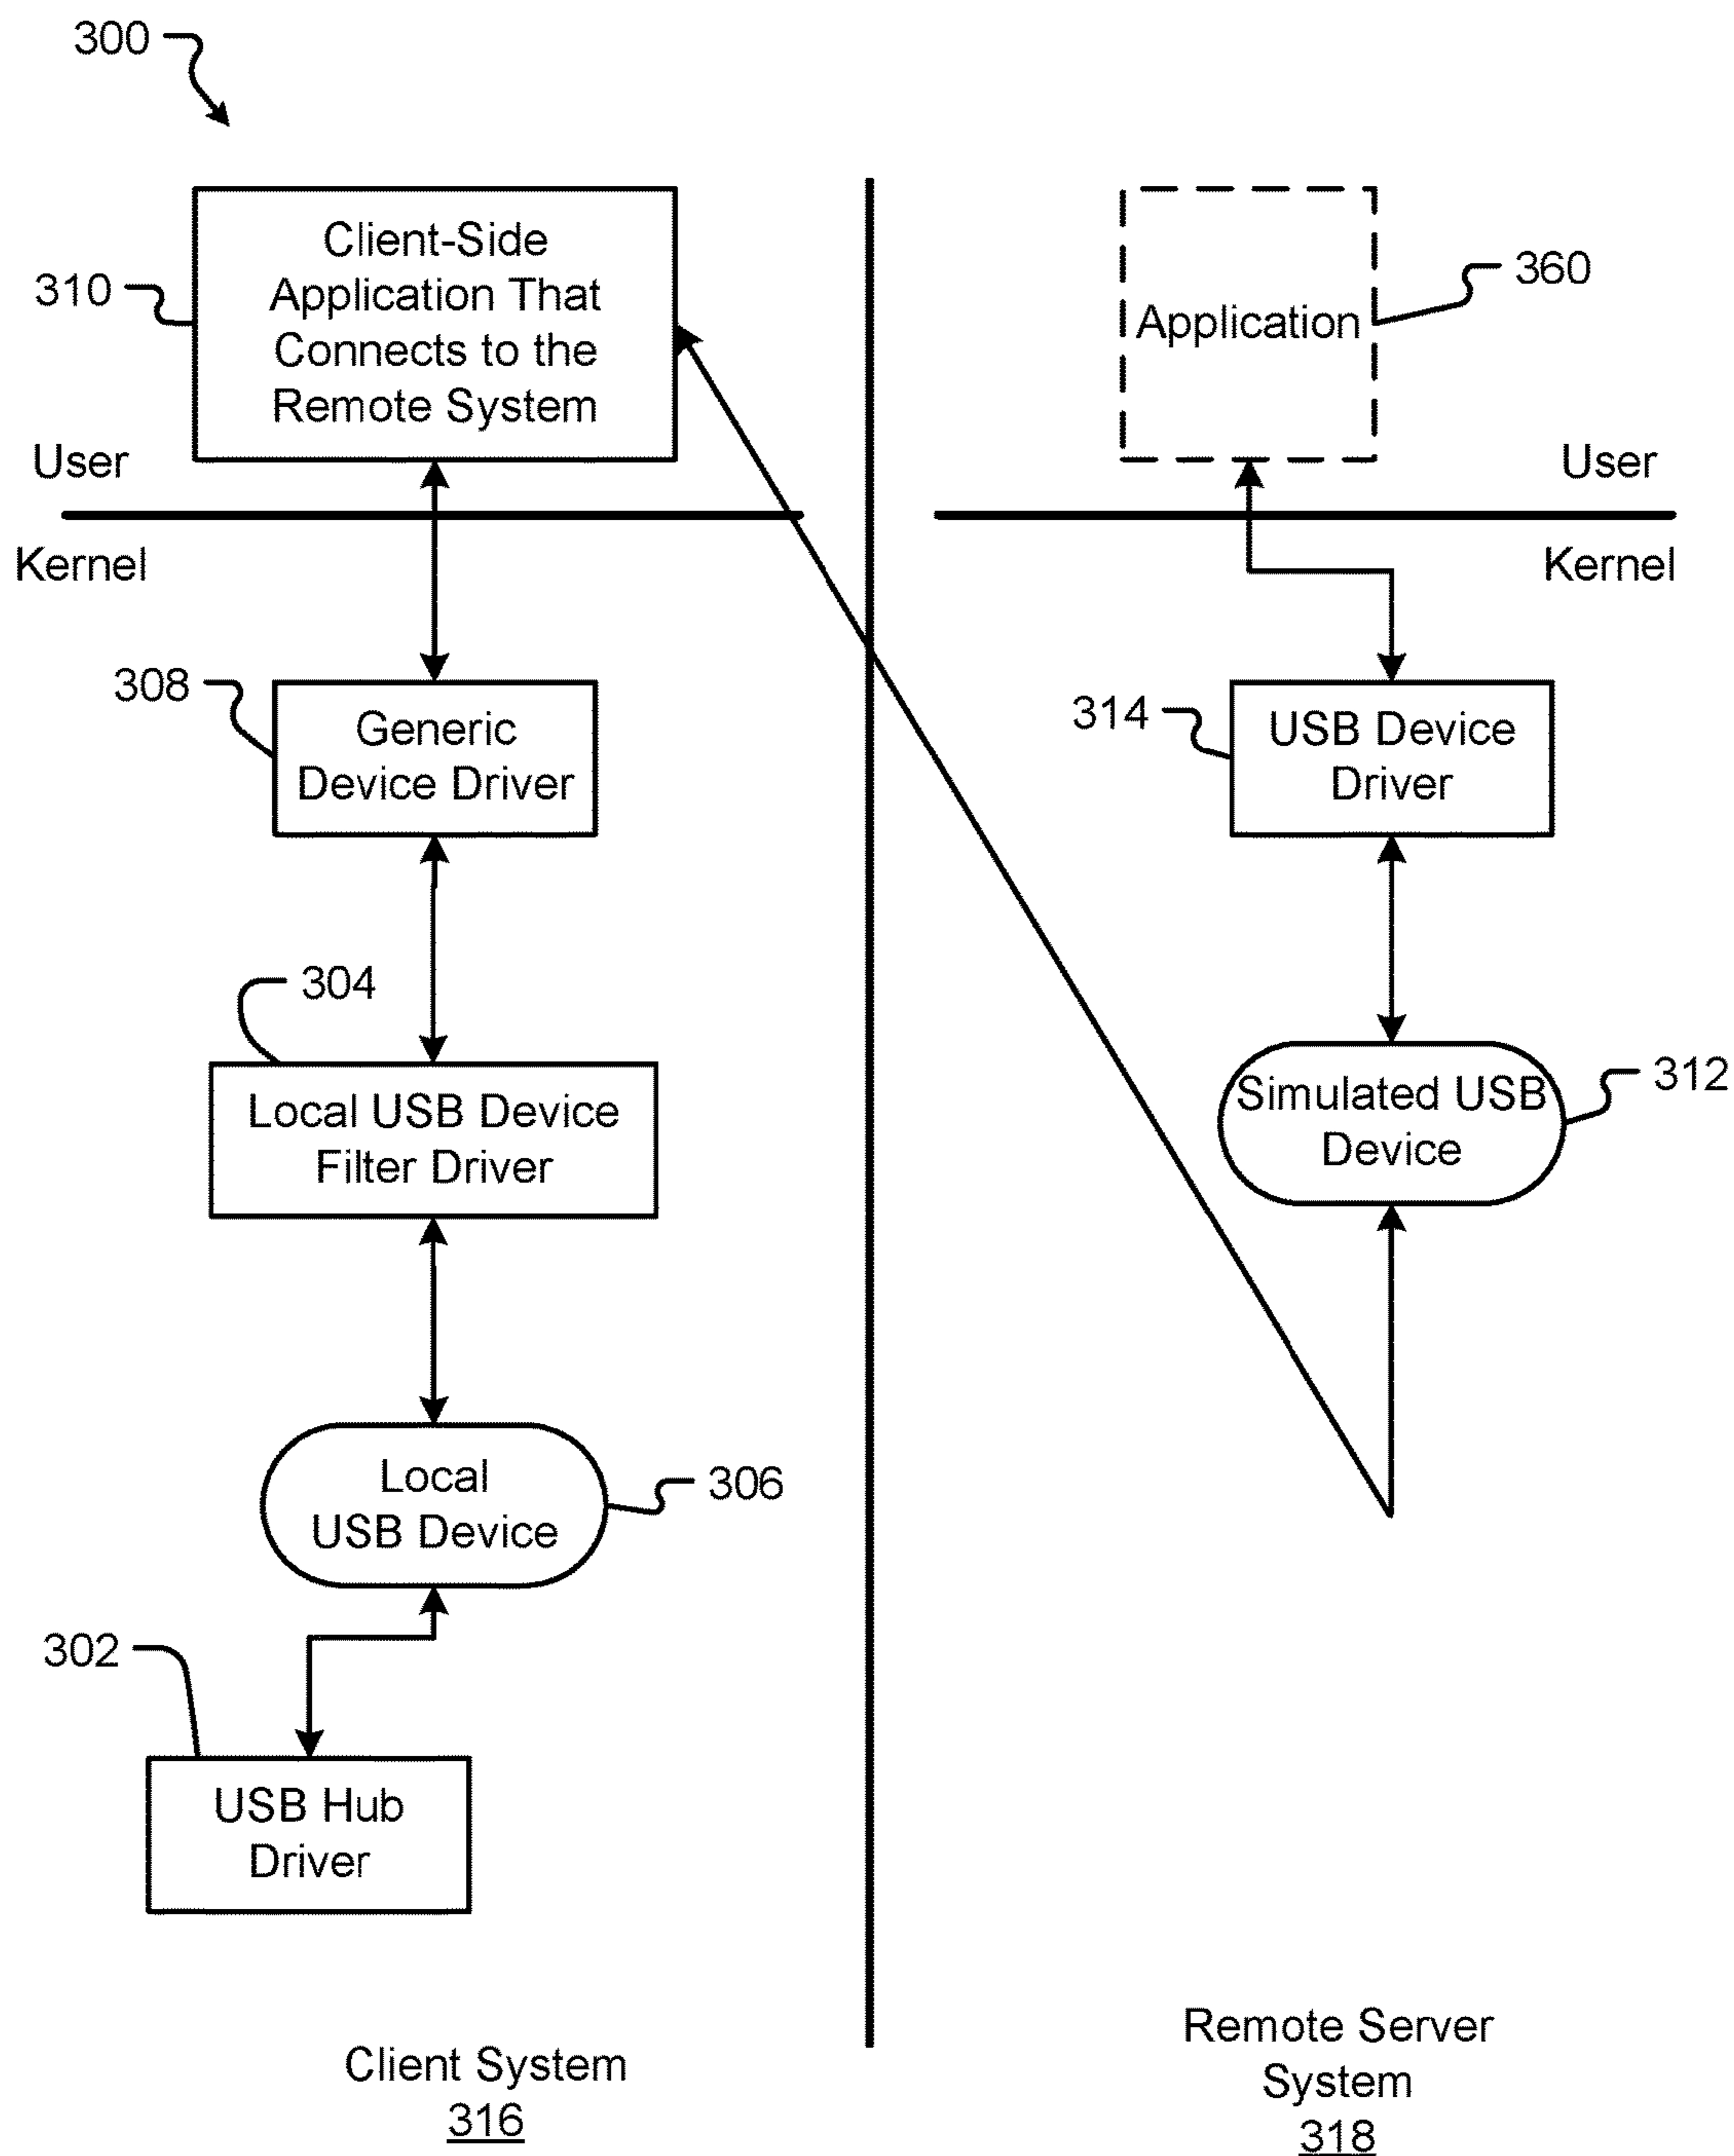 300
Client-Side
Application That
Connects to the
Remote System
310
Application
360
User
User
Kernel
Kernel
308
Generic
Device Driver
314
USB Device
Driver
304
Local USB Device
Filter Driver
Simulated USB
Device
312
Local
USB Device
306
302
USB Hub
Driver
Client System
316
Remote Server
System
318